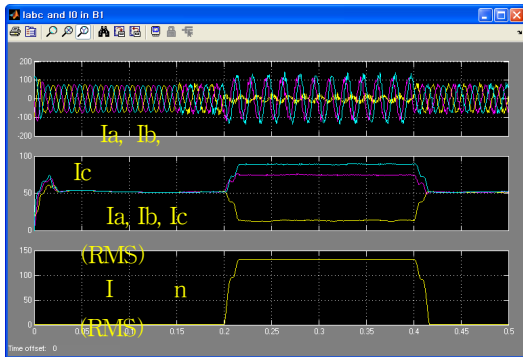 Iabc and I0 in B1
200
100
0
-100
-200
Ia, Ib,
100
50
0
Ic
Ia, Ib, Ic
150
100
50
0
(RMS)
I n
(RMS)
0 0.05 0.1 0.15 0.2 0.25 0.3 0.35 0.4 0.45 0.5
Time offset: 0